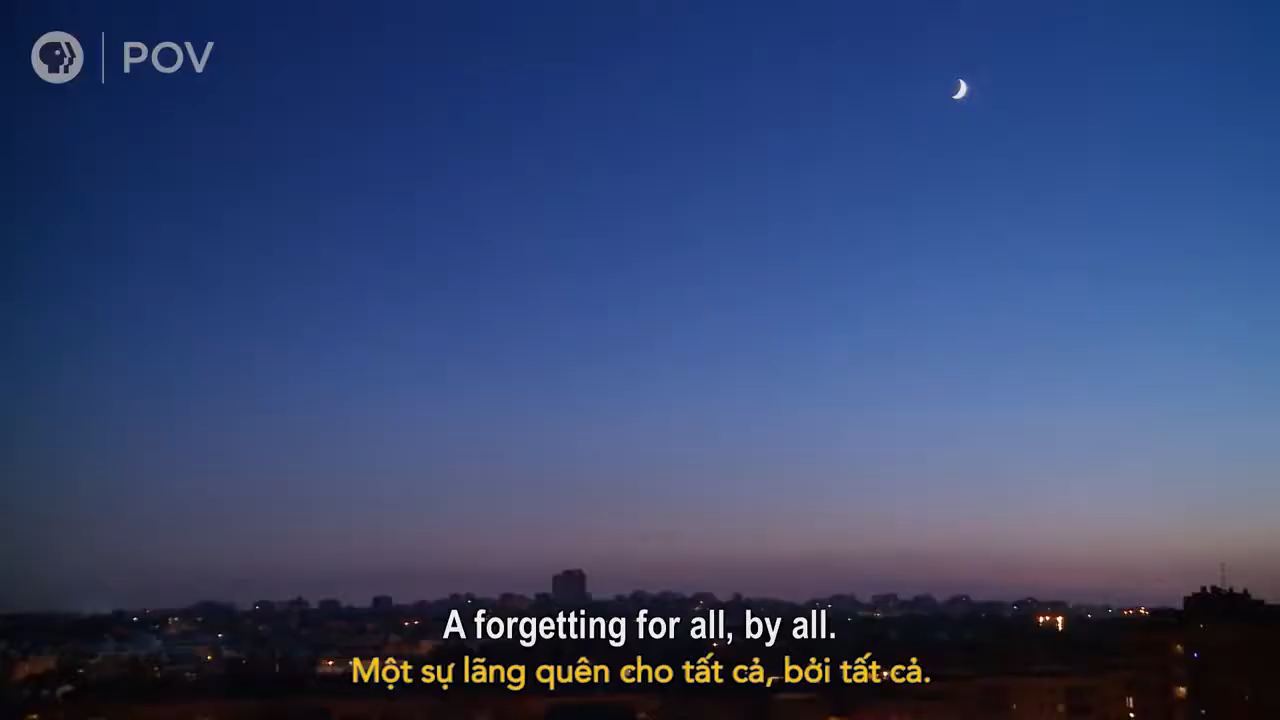 POV
A forgetting for all, by all.
Một sự lãng quên cho tất cả, bởi tất cả.